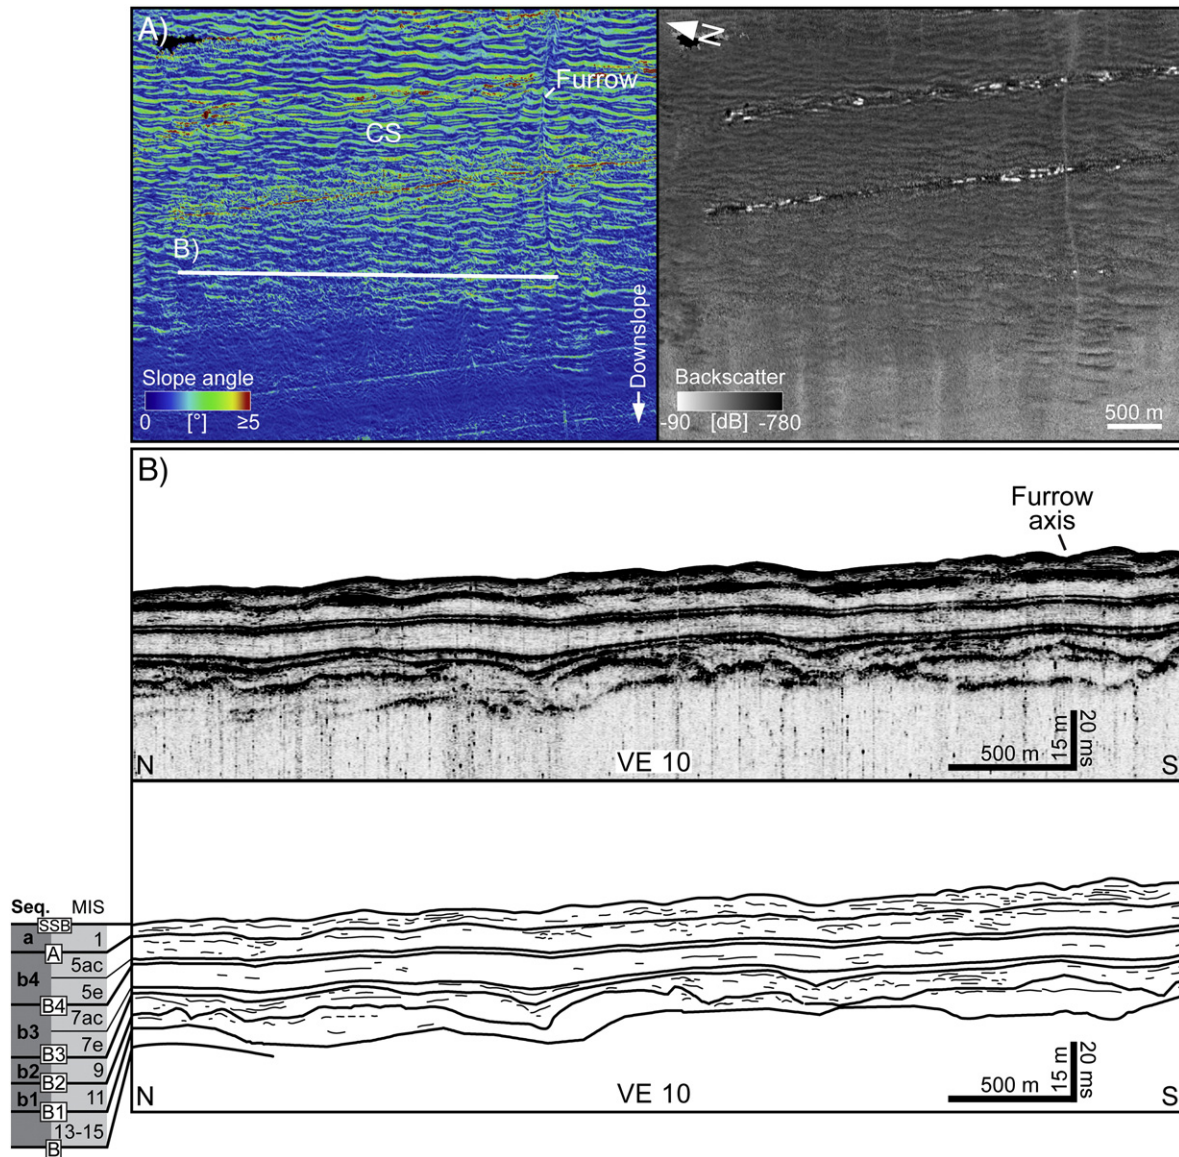 A)
N
Furrow
CS
B)
Downslope
Slope angle
0 [°] ≥5
Backscatter
-90 [dB] -780
500 m
B)
Furrow
axis
N
VE 10
500 m
15 m
20 ms
S
Seq. MIS
SSB
a 1
A
5ac
b4
5e
B4
7ac
b3
7e
B3
b2 9
B2
b1 11
B1
13-15
B
N
VE 10
500 m
15 m
20 ms
S